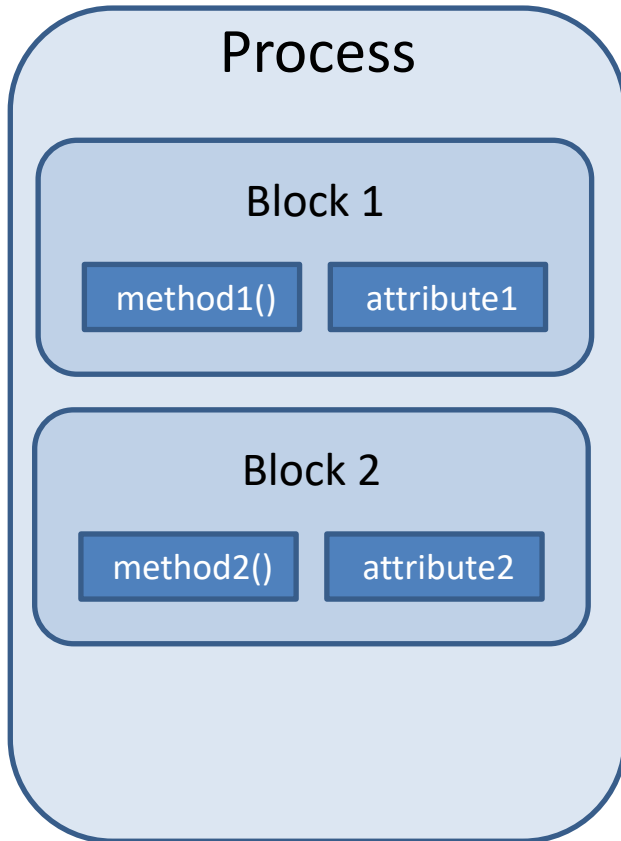 Process
Block 1
method1() attribute1
Block 2
method2() attribute2